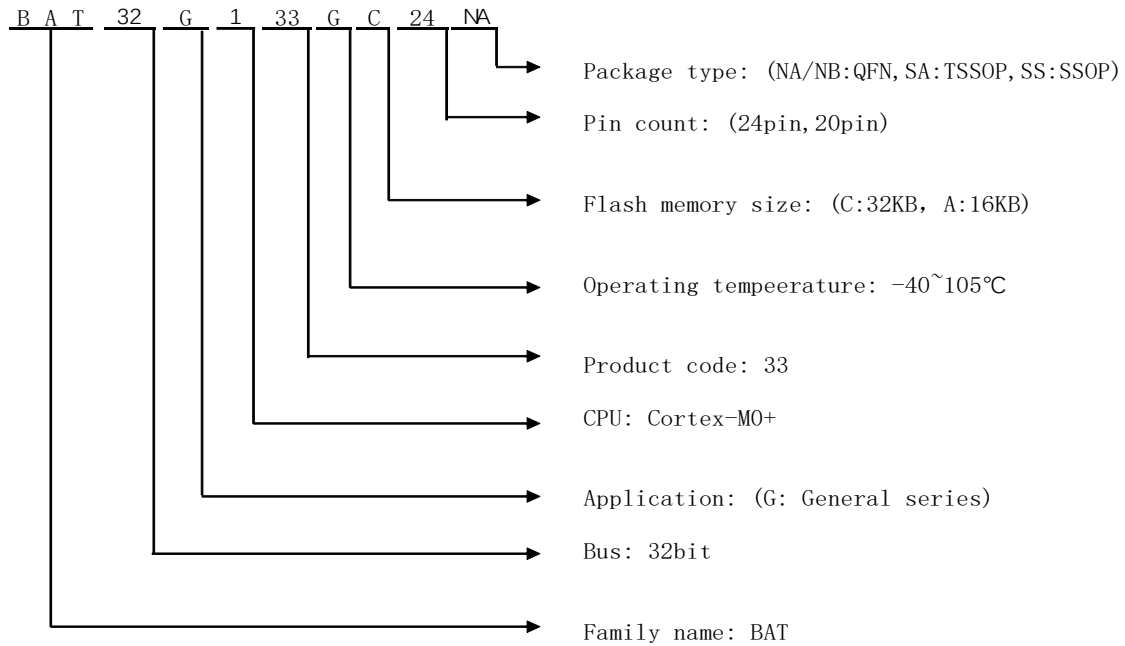 BAT 32 G 1 33 G C 24 NA
Package type: (NA/NB:QFN,SA:TSSOP,SS:SSOP)
Pin count: (24pin,20pin)
Flash memory size: (C:32KB, A:16KB)
Operating tempeerature: -40~105℃
Product code: 33
CPU: Cortex-M0+
Application: (G: General series)
Bus: 32bit
Family name: BAT